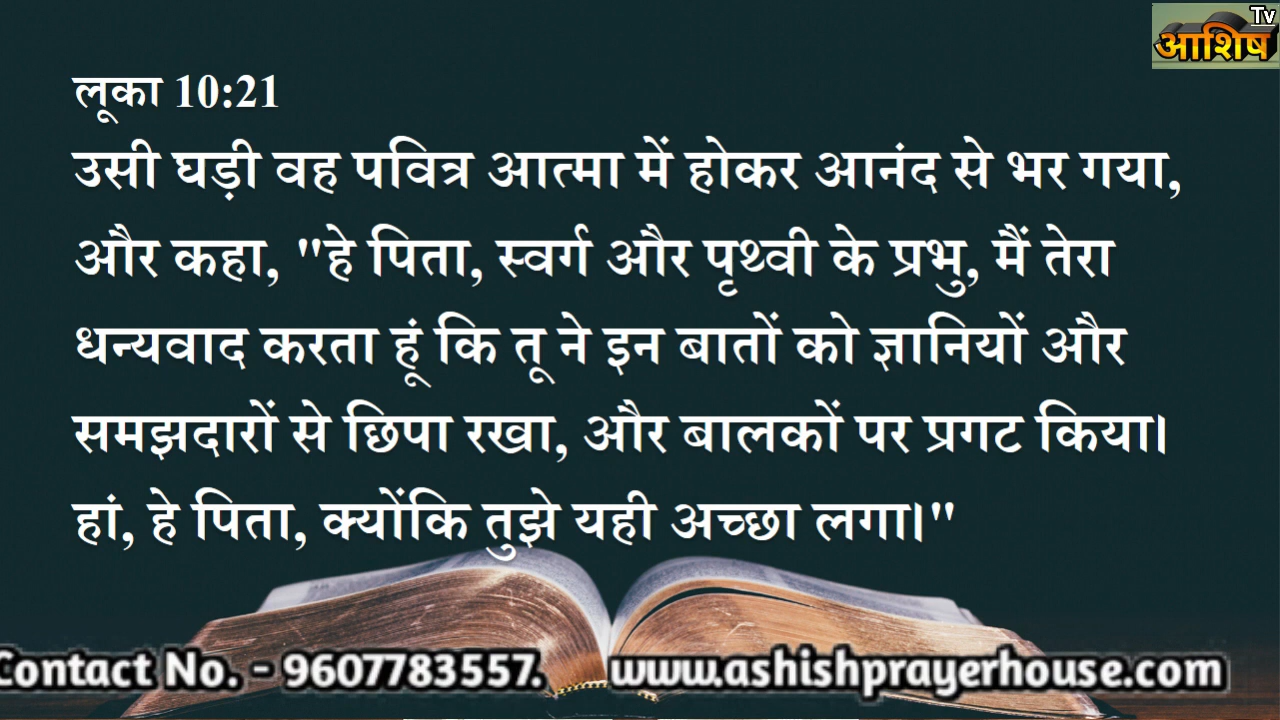 Tv
आशिष
लूका 10:21
उसी घड़ी वह पवित्र आत्मा में होकर आनंद से भर गया,
और कहा, "हे पिता, स्वर्ग और पृथ्वी के प्रभु, मैं तेरा
धन्यवाद करता हूं कि तू ने इन बातों को ज्ञानियों और
समझदारों से छिपा रखा, और बालकों पर प्रगट किया।
हां, हे पिता, क्योंकि तुझे यही अच्छा लगा।"
Contact No. - 9607783557. www.ashishprayerhouse.com